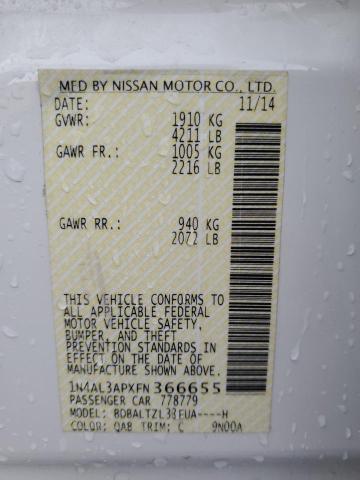 MFD BY NISSAN MOTOR CO., LTD.
DATE: 11/14
GVWR: 1910 KG
4211 LB
GAWR FR.: 1005 KG
2216 LB
GAWR RR.: 940 KG
2072 LB
THIS VEHICLE CONFORMS TO
ALL APPLICABLE FEDERAL
MOTOR VEHICLE SAFETY,
BUMPER, AND THEFT
PREVENTION STANDARDS IN
EFFECT ON THE DATE OF
MANUFACTURE SHOWN ABOVE.
1N4AL3APXFN366655
PASSENGER CAR 778779
MODEL: BDBALTZL33FUA----H
COLOR: QAB TRIM: C 9N00A